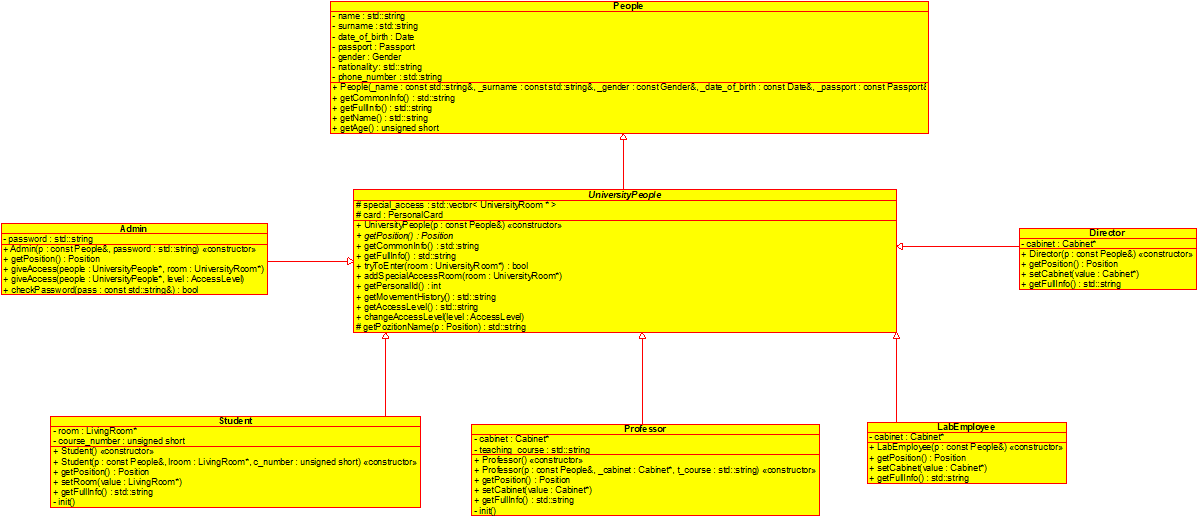 People
- name : std::string
- surname : std::string
- date_of_birth : Date
- passport : Passport
- gender : Gender
- nationality: std::string
- phone_number : std::string
+ People(_name : const std::string&, _surname : const std::string&, _gender : const Gender&, _date_of_birth : const Date&, _passport : const Passport&
+ getCommonInfo() : std::string
+ getFullInfo() : std::string
+ getName() : std::string
+ getAge() : unsigned short
UniversityPeople
# special_access : std::vector< UniversityRoom * >
# card : PersonalCard
+ UniversityPeople(p : const People&) «constructor»
+ getPosition() : Position
+ getCommonInfo() : std::string
+ getFullInfo() : std::string
+ tryToEnter(room : UniversityRoom*) : bool
+ addSpecialAccessRoom(room : UniversityRoom*)
+ getPersonalId() : int
+ getMovementHistory() : std::string
+ getAccessLevel() : std::string
+ changeAccessLevel(level : AccessLevel)
# getPozitionName(p : Position) : std::string
Admin
- password : std::string
+ Admin(p : const People&, password : std::string) «constructor»
+ getPosition() : Position
+ giveAccess(people : UniversityPeople*, room : UniversityRoom*)
+ giveAccess(people : UniversityPeople*, level : AccessLevel)
+ checkPassword(pass : const std::string&) : bool
Director
- cabinet : Cabinet*
+ Director(p : const People&) «constructor»
+ getPosition() : Position
+ setCabinet(value : Cabinet*)
+ getFullInfo() : std::string
Student
- room : LivingRoom*
- course_number : unsigned short
+ Student() «constructor»
+ Student(p : const People&, lroom : LivingRoom*, c_number : unsigned short) «constructor»
+ getPosition() : Position
+ setRoom(value : LivingRoom*)
+ getFullInfo() : std::string
- init()
Professor
- cabinet : Cabinet*
- teaching_course : std::string
+ Professor() «constructor»
+ Professor(p : const People&, _cabinet : Cabinet*, t_course : std::string) «constructor»
+ getPosition() : Position
+ setCabinet(value : Cabinet*)
+ getFullInfo() : std::string
- init()
LabEmployee
- cabinet : Cabinet*
+ LabEmployee(p : const People&) «constructor»
+ getPosition() : Position
+ setCabinet(value : Cabinet*)
+ getFullInfo() : std::string